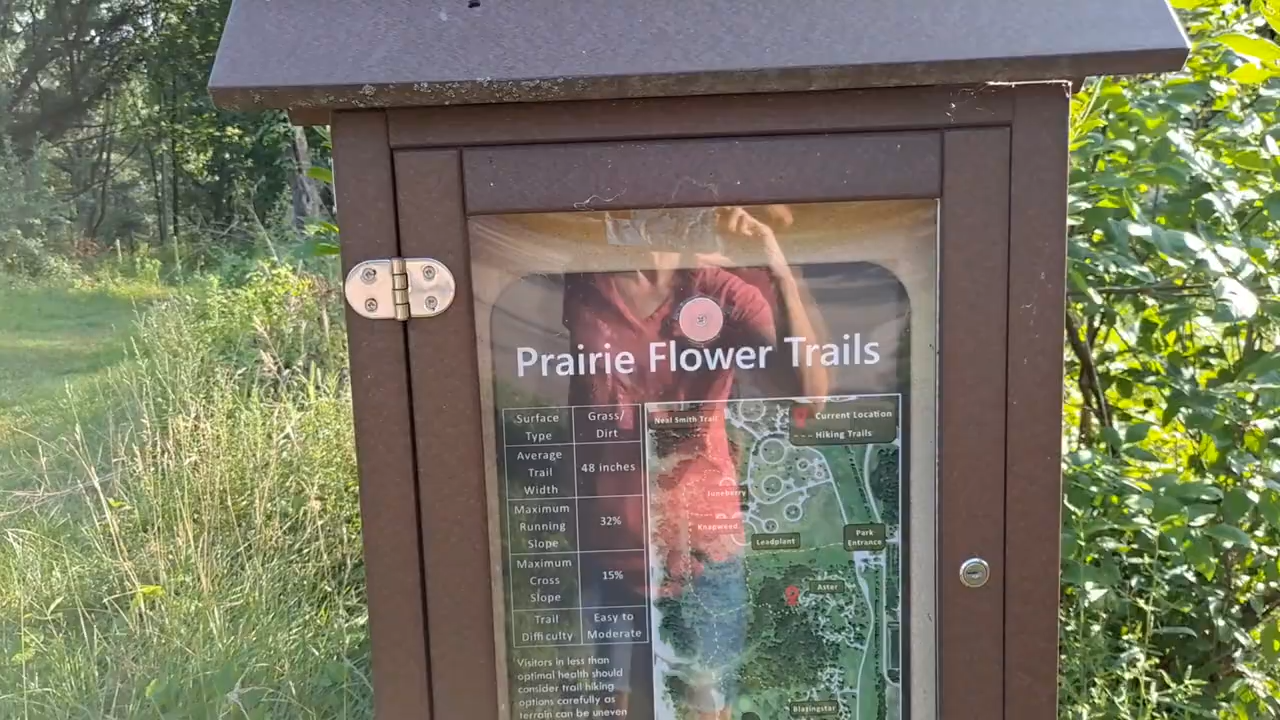 Prairie Flower Trails
Surface
Type
Grass/
Dirt
Average
Trail
Width
48 inches
Maximum
Running
Slope
32%
Maximum
Cross
Slope
15%
Trail
Difficulty
Easy to
Moderate
Visitors in less than
optimal health should
consider trail hiking
options carefully as
terrain can be uneven
Neal Smith Trail
Current Location
Hiking Trails
Juneberry
Knapweed
Leadplant
Park
Entrance
Aster
Blazingstar